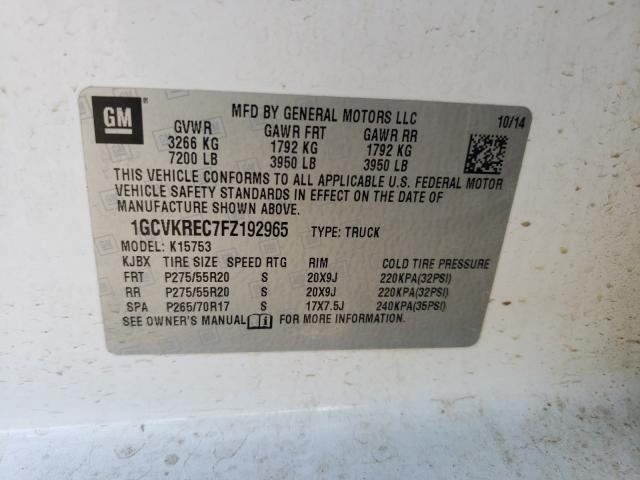 GM
MFD BY GENERAL MOTORS LLC
10/14
GVWR GAWR FRT GAWR RR
3266 KG 1792 KG 1792 KG
7200 LB 3950 LB 3950 LB
THIS VEHICLE CONFORMS TO ALL APPLICABLE U.S. FEDERAL MOTOR
VEHICLE SAFETY STANDARDS IN EFFECT ON THE DATE OF
MANUFACTURE SHOWN ABOVE.
1GCVKREC7FZ192965 TYPE: TRUCK
MODEL: K15753
KJBX TIRE SIZE SPEED RTG RIM COLD TIRE PRESSURE
FRT P275/55R20 S 20X9J 220KPA(32PSI)
RR P275/55R20 S 20X9J 220KPA(32PSI)
SPA P265/70R17 S 17X7.5J 240KPA(35PSI)
SEE OWNER'S MANUAL FOR MORE INFORMATION.